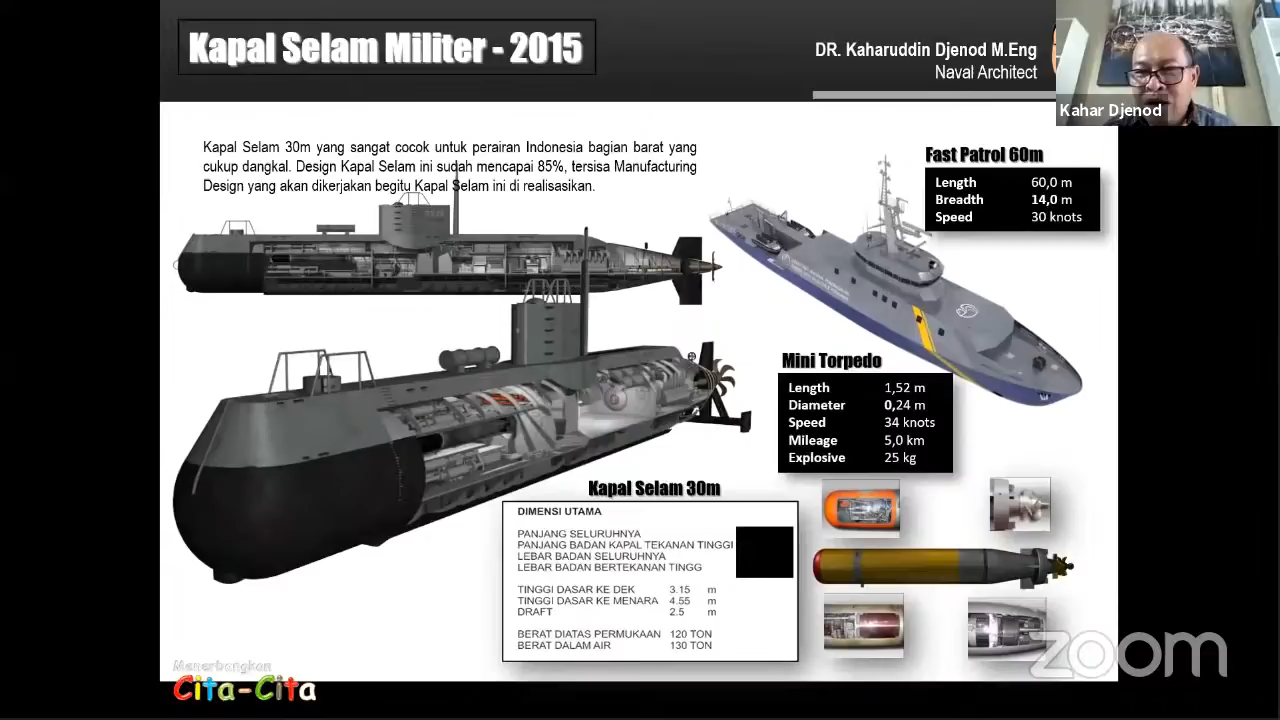 Kapal Selam Militer - 2015
DR. Kaharuddin Djenod M.Eng
Naval Architect
Kahar Djenod
Kapal Selam 30m yang sangat cocok untuk perairan Indonesia bagian barat yang
cukup dangkal. Design Kapal Selam ini sudah mencapai 85%, tersisa Manufacturing
Design yang akan dikerjakan begitu Kapal Selam ini di realisasikan.
Fast Patrol 60m
Length 60,0 m
Breadth 14,0 m
Speed 30 knots
Mini Torpedo
Length 1,52 m
Diameter 0,24 m
Speed 34 knots
Mileage 5,0 km
Explosive 25 kg
Kapal Selam 30m
DIMENSI UTAMA
PANJANG SELURUHNYA
PANJANG BADAN KAPAL TEKANAN TINGGI
LEBAR BADAN SELURUHNYA
LEBAR BADAN BERTEKANAN TINGG
TINGGI DASAR KE DEK 3.15 m
TINGGI DASAR KE MENARA 4.55 m
DRAFT 2.5 m
BERAT DIATAS PERMUKAAN 120 TON
BERAT DALAM AIR 130 TON
Menerbangkan
Cita-Cita
zoom